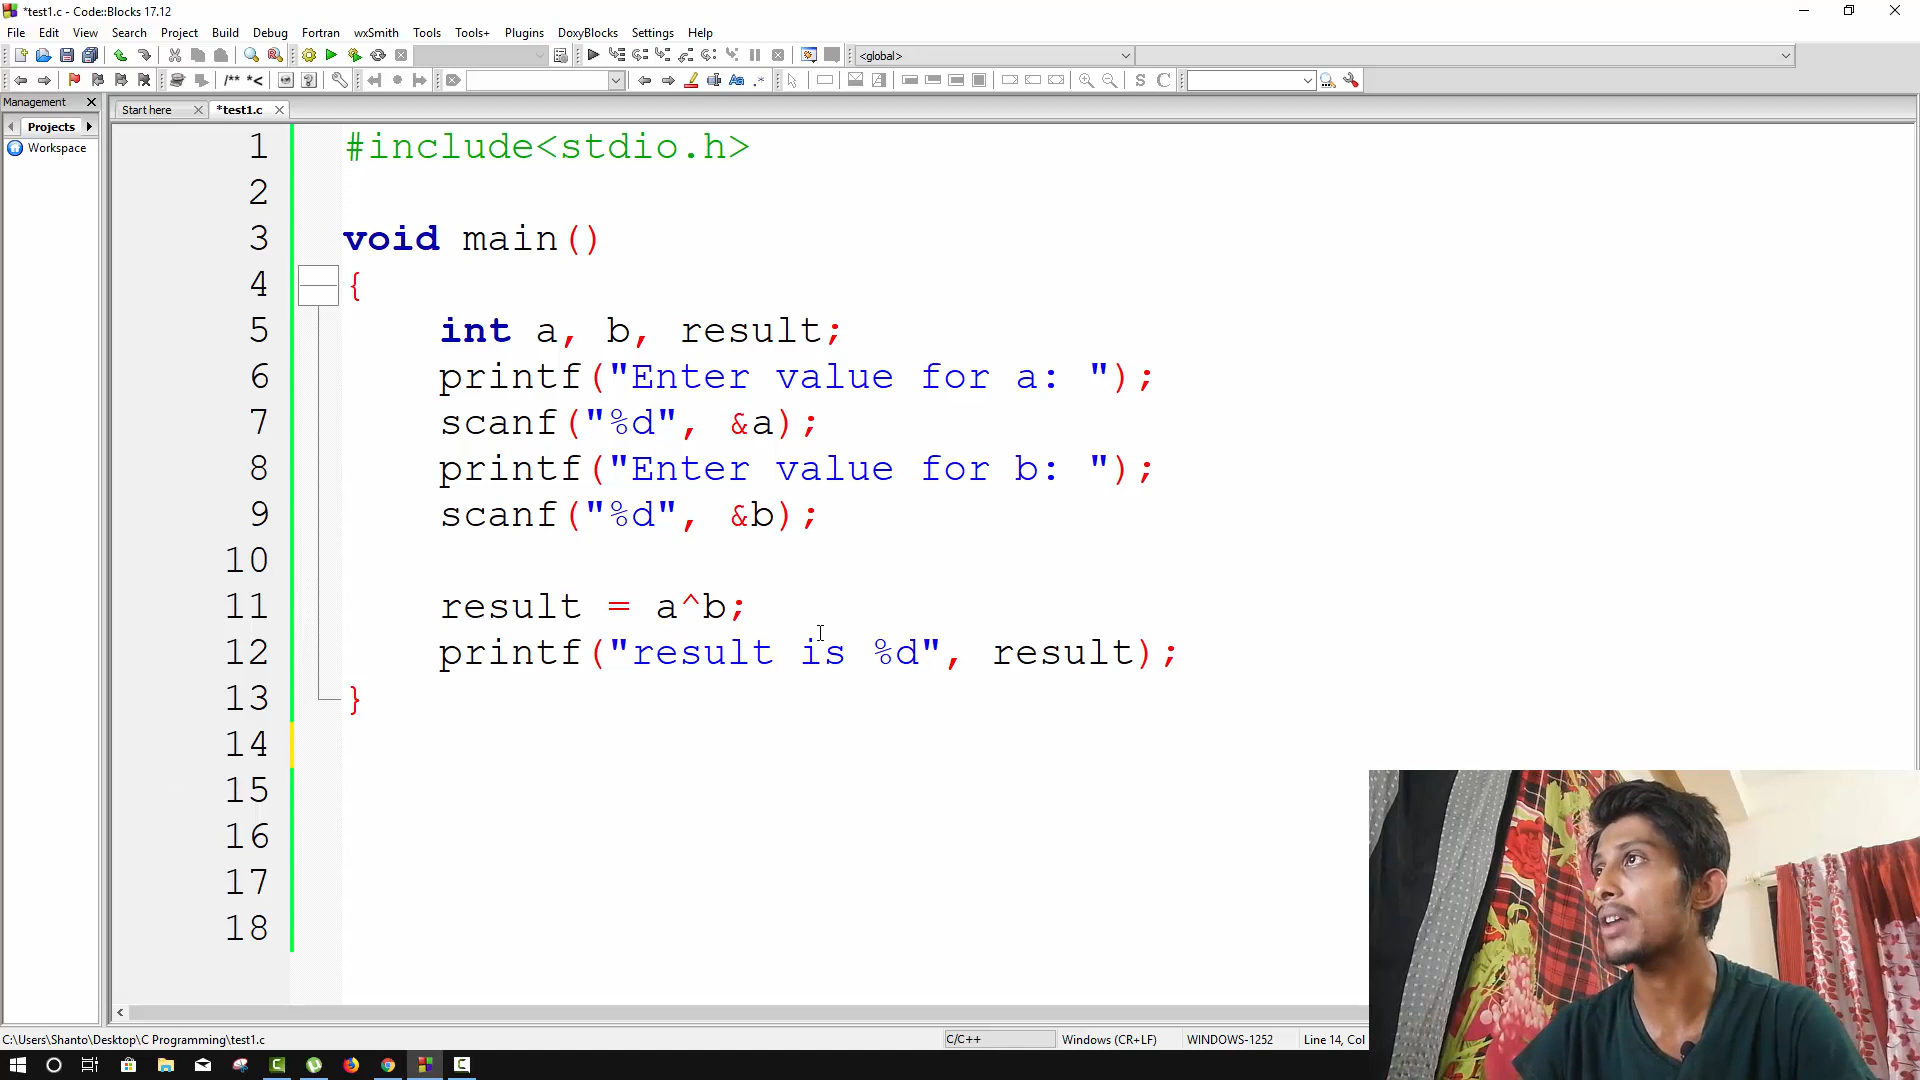 *test1.c - Code::Blocks 17.12
File Edit View Search Project Build Debug Fortran wxSmith Tools Tools+ Plugins DoxyBlocks Settings Help
<global>
/** *<
S C
Management
Start here *test1.c
Projects
Workspace
1 #include<stdio.h>
2
3 void main()
4 {
5 int a, b, result;
6 printf("Enter value for a: ");
7 scanf("%d", &a);
8 printf("Enter value for b: ");
9 scanf("%d", &b);
10
11 result = a^b;
12 printf("result is %d", result);
13 }
14
15
16
17
18
C:\Users\Shanto\Desktop\C Programming\test1.c C/C++ Windows (CR+LF) WINDOWS-1252 Line 14, Col